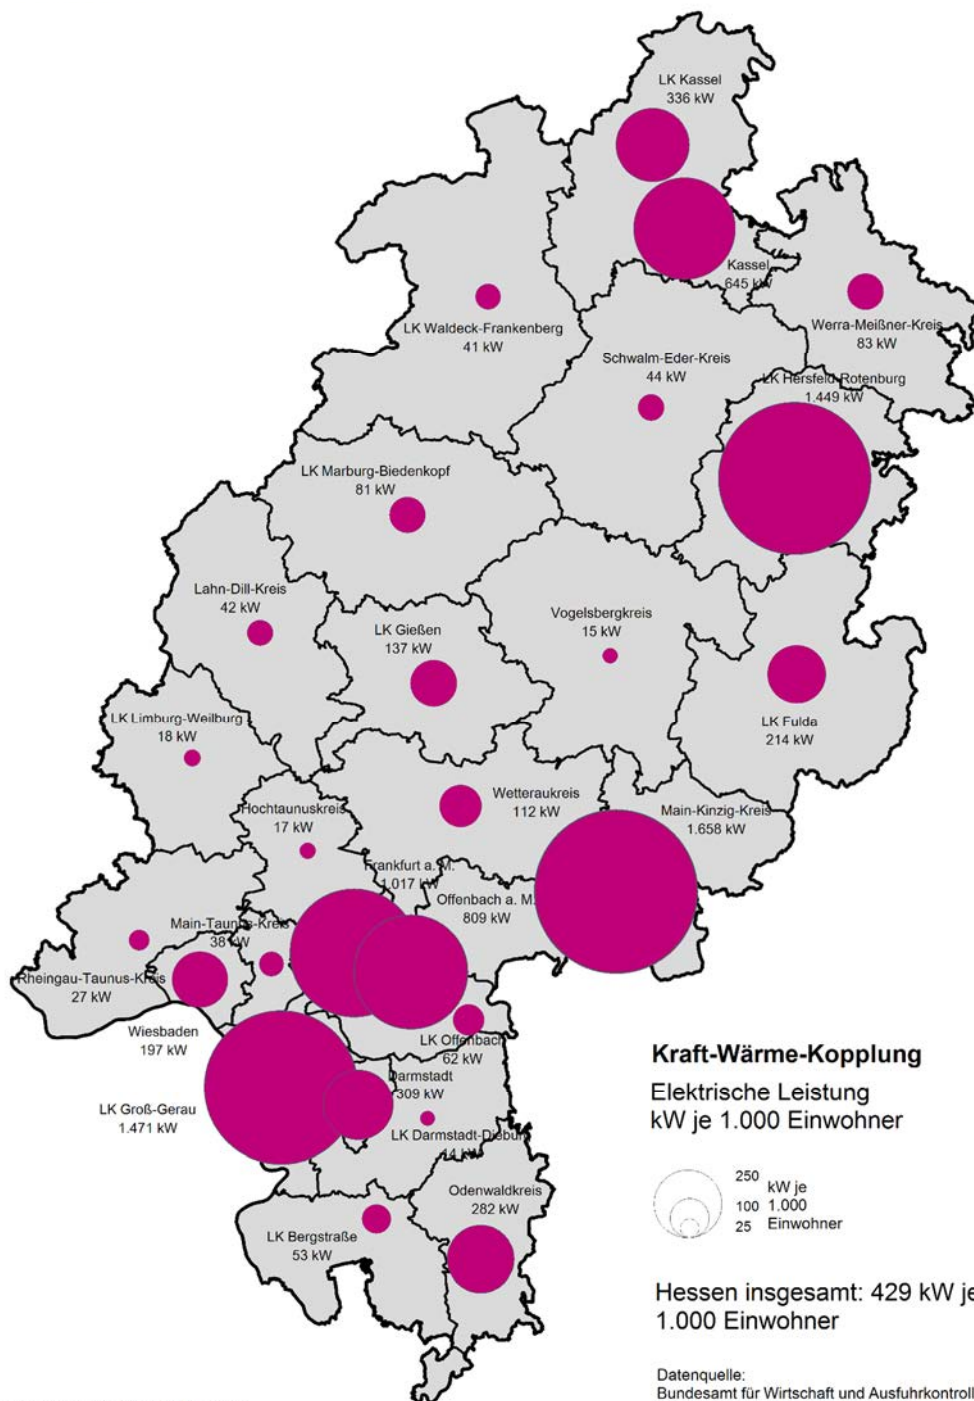 LK Kassel
336 kW
Kassel
645 kW
LK Waldeck-Frankenberg
41 kW
Werra-Meißner-Kreis
83 kW
Schwalm-Eder-Kreis
44 kW
LK Hersfeld-Rotenburg
1.449 kW
LK Marburg-Biedenkopf
81 kW
Lahn-Dill-Kreis
42 kW
LK Gießen
137 kW
Vogelsbergkreis
15 kW
LK Fulda
214 kW
LK Limburg-Weilburg
18 kW
Hochtaunuskreis
17 kW
Wetteraukreis
112 kW
Main-Kinzig-Kreis
1.658 kW
Frankfurt a. M.
1.017 kW
Offenbach a. M.
809 kW
Main-Taunus-Kreis
38 kW
Rheingau-Taunus-Kreis
27 kW
Wiesbaden
197 kW
LK Offenbach
62 kW
Darmstadt
309 kW
LK Groß-Gerau
1.471 kW
LK Darmstadt-Dieburg
14 kW
Odenwaldkreis
282 kW
LK Bergstraße
53 kW
Kraft-Wärme-Kopplung
Elektrische Leistung
kW je 1.000 Einwohner
250
100
25
kW je
1.000
Einwohner
Hessen insgesamt: 429 kW je
1.000 Einwohner
Datenquelle:
Bundesamt für Wirtschaft und Ausfuhrkontroll